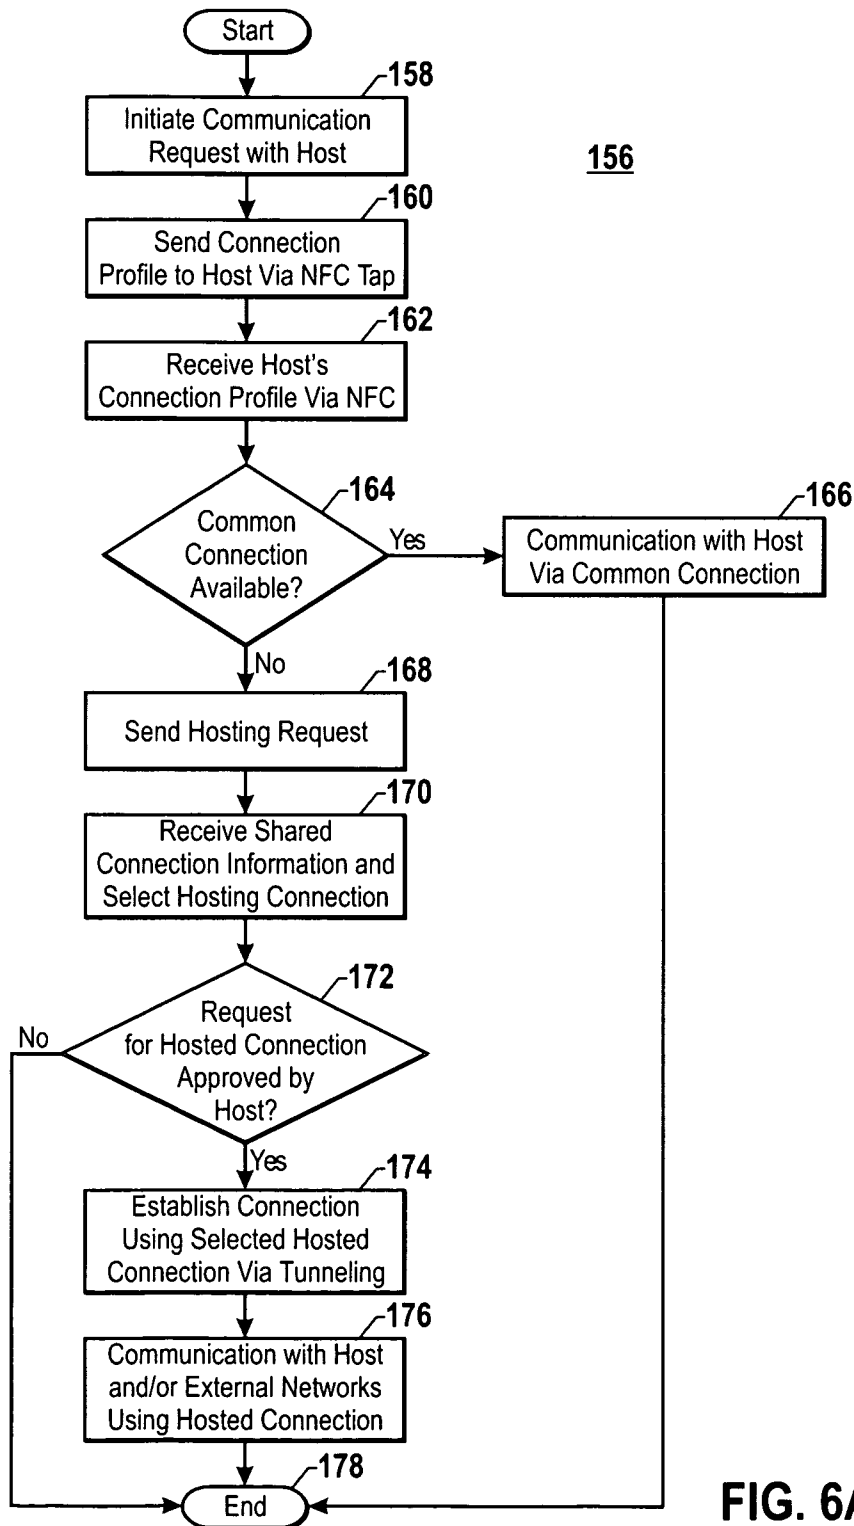 Start
158
Initiate Communication
Request with Host
156
160
Send Connection
Profile to Host Via NFC Tap
162
Receive Host's
Connection Profile Via NFC
164
Common
Connection
Available?
Yes
166
Communication with Host
Via Common Connection
No
168
Send Hosting Request
170
Receive Shared
Connection Information and
Select Hosting Connection
172
Request
for Hosted Connection
Approved by
Host?
No
Yes
174
Establish Connection
Using Selected Hosted
Connection Via Tunneling
176
Communication with Host
and/or External Networks
Using Hosted Connection
178
End
FIG. 6A